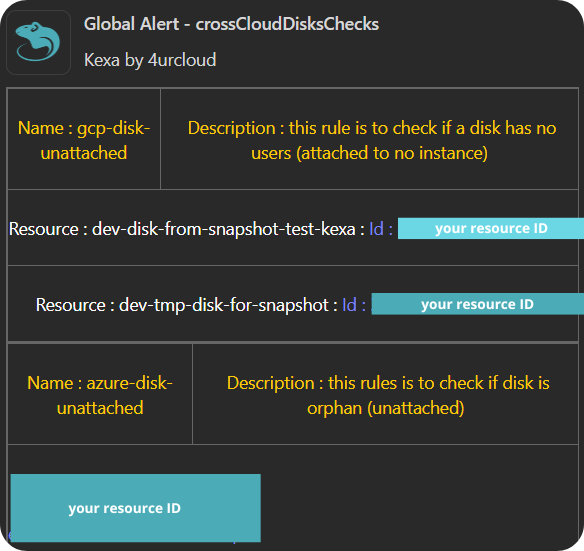 Global Alert - crossCloudDisksChecks
Kexa by 4urcloud
Name : gcp-disk-
unattached
Description : this rule is to check if a disk has no
users (attached to no instance)
Resource : dev-disk-from-snapshot-test-kexa : Id : your resource ID
Resource : dev-tmp-disk-for-snapshot : Id : your resource ID
Name : azure-disk-
unattached
Description : this rules is to check if disk is
orphan (unattached)
your resource ID